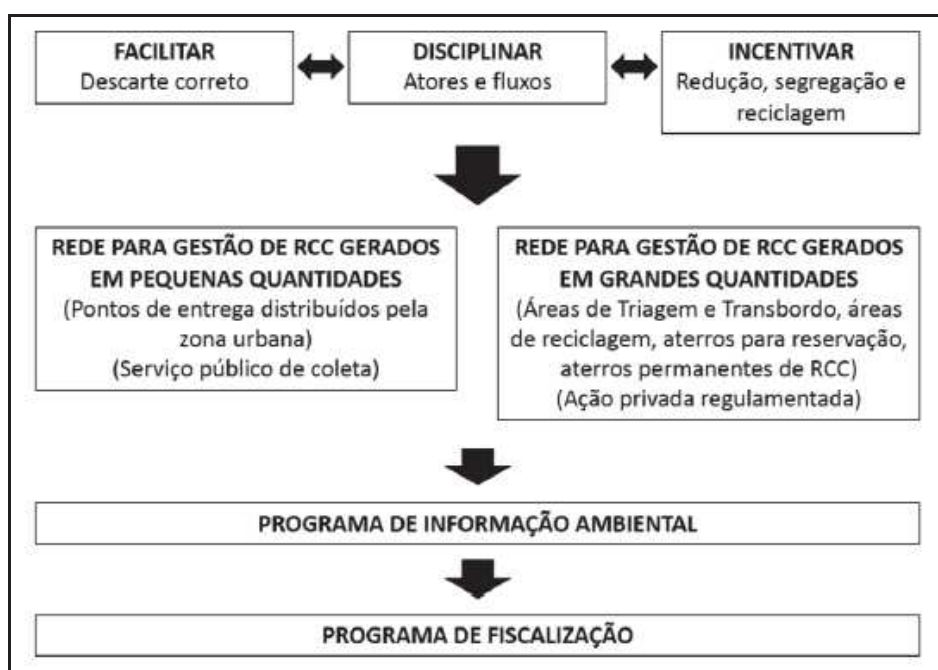 FACILITAR
Descarte correto
DISCIPLINAR
Atores e fluxos
INCENTIVAR
Redução, segregação e
reciclagem
REDE PARA GESTÃO DE RCC GERADOS
EM PEQUENAS QUANTIDADES
(Pontos de entrega distribuídos pela
zona urbana)
(Serviço público de coleta)
REDE PARA GESTÃO DE RCC GERADOS
EM GRANDES QUANTIDADES
(Áreas de Triagem e Transbordo, áreas
de reciclagem, aterros para reservação,
aterros permanentes de RCC)
(Ação privada regulamentada)
PROGRAMA DE INFORMAÇÃO AMBIENTAL
PROGRAMA DE FISCALIZAÇÃO